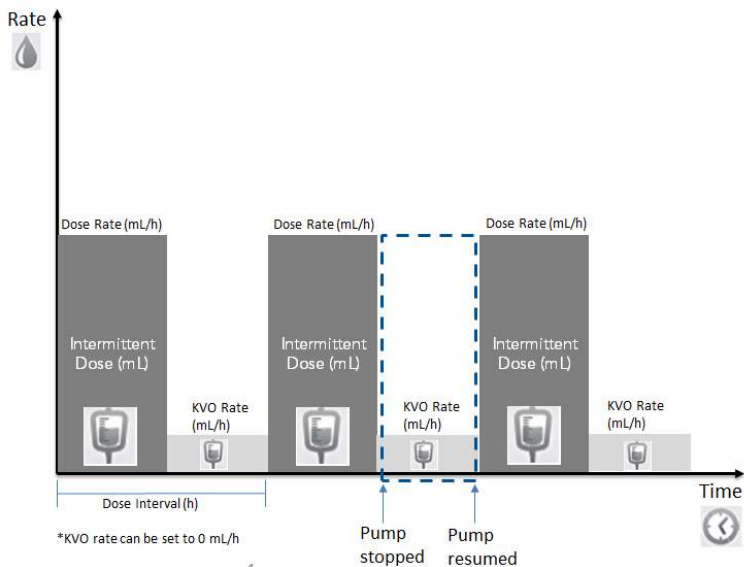 Rate
Dose Rate (mL/h)
Dose Rate (mL/h)
Dose Rate (mL/h)
Intermittent
Dose (mL)
Intermittent
Dose (mL)
Intermittent
Dose (mL)
KVO Rate
(mL/h)
KVO Rate
(mL/h)
KVO Rate
(mL/h)
Time
Dose Interval (h)
*KVO rate can be set to 0 mL/h
Pump
stopped
Pump
resumed